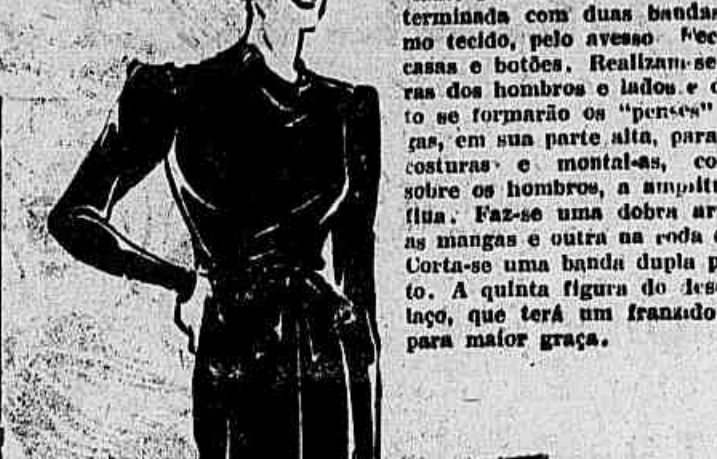 terminada com duas bandas
mo tecido, pelo avesso
casas e botões. Realizam-se
ras dos hombros e lados e
to se formarão os "penses"
ças, em sua parte alta, para
costuras e montal-as, co
sobre os hombros, a amplitu
flua. Faz-se uma dobra ar
as mangas e outra na roda
Corta-se uma banda dupla p
to. A quinta figura do dese
laço, que terá um franzido
para maior graça.